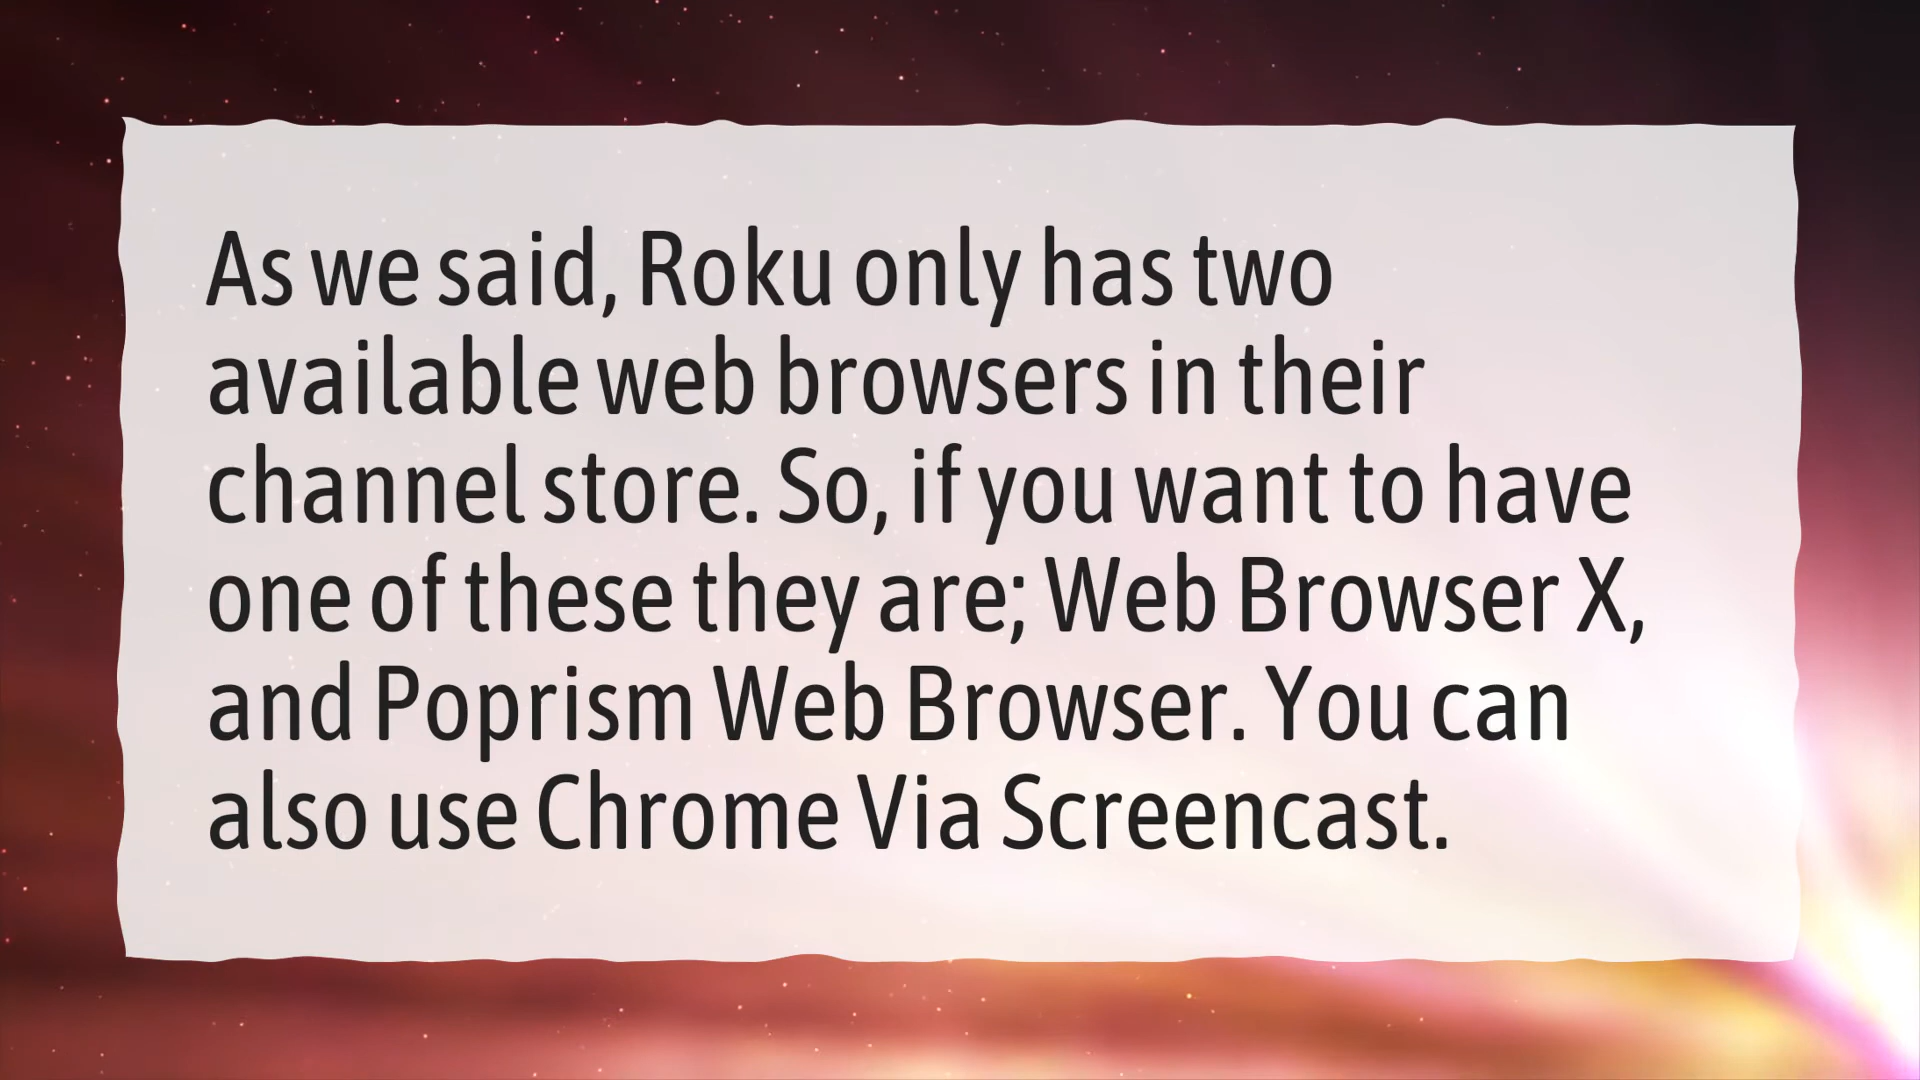 As we said, Roku only has two
available web browsers in their
channel store. So, if you want to have
one of these they are; Web Browser X,
and Poprism Web Browser. You can
also use Chrome Via Screencast.